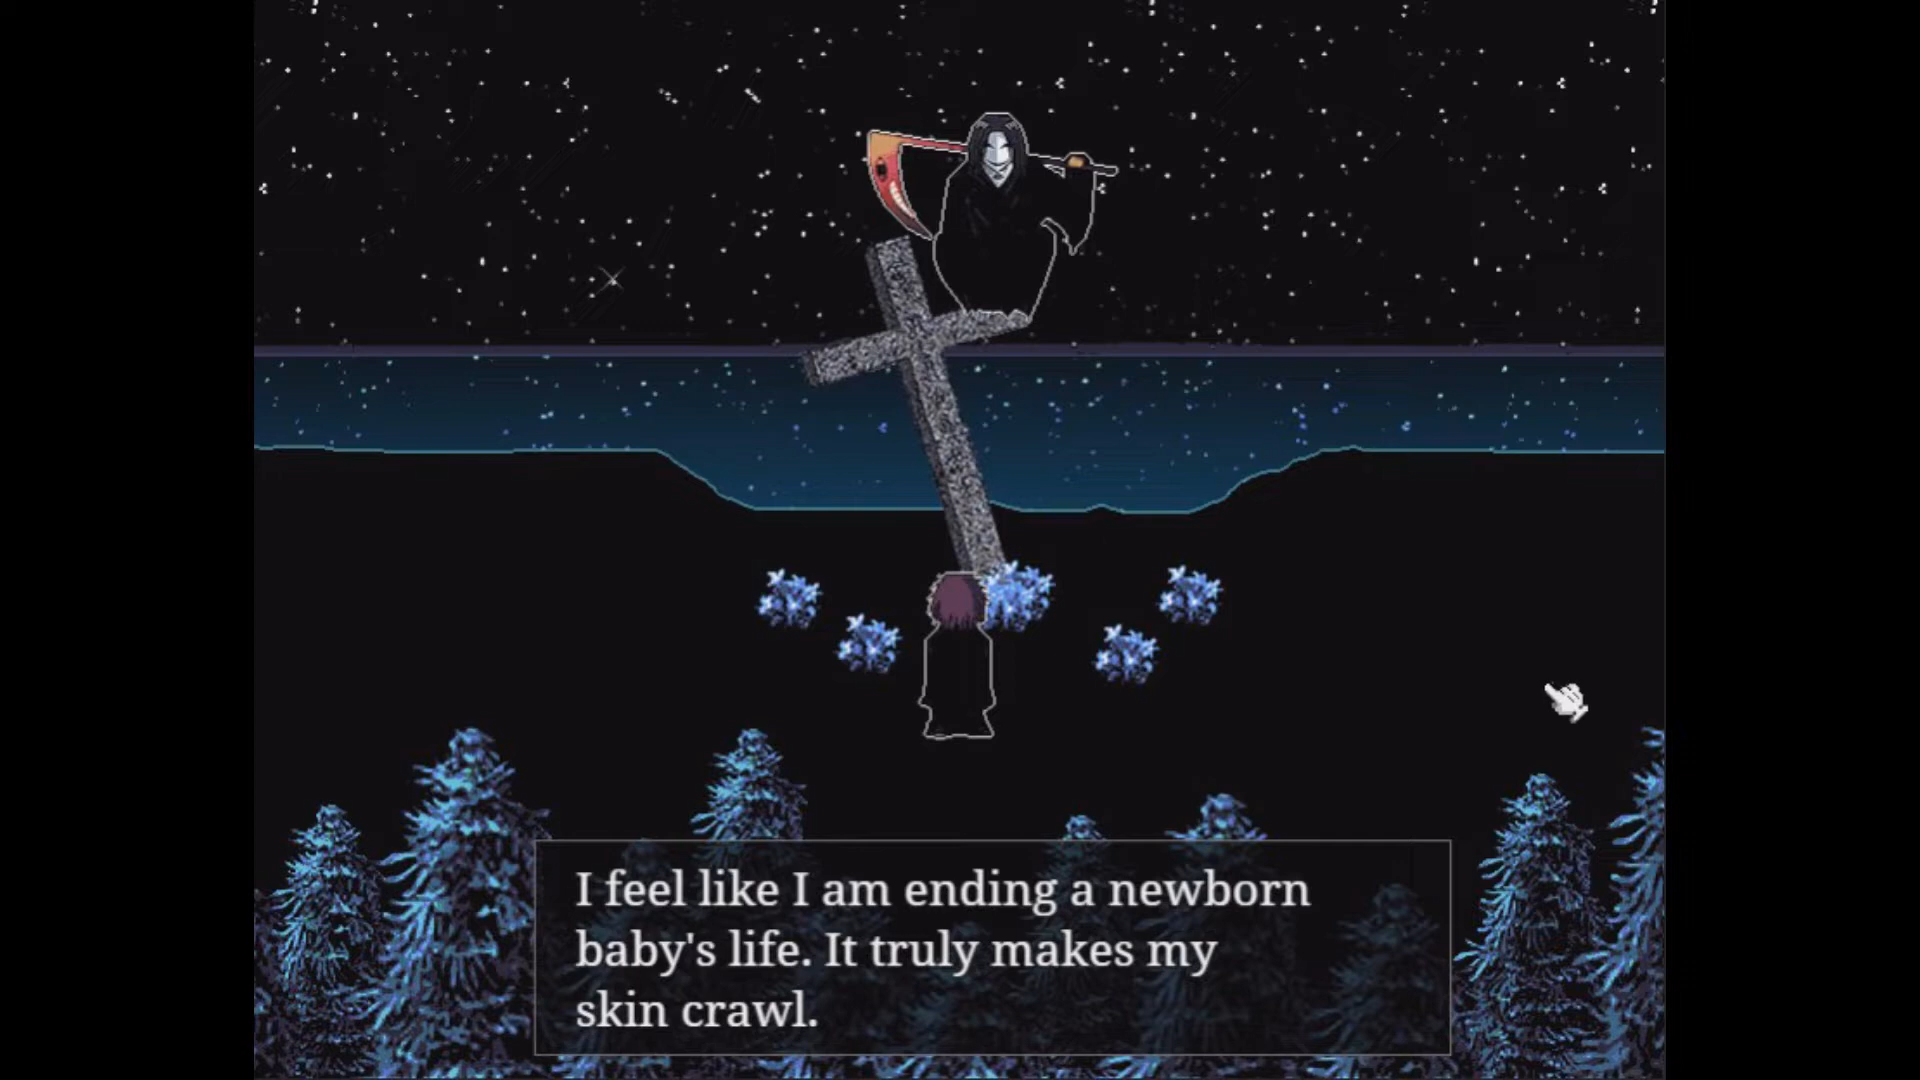 I feel like I am ending a newborn
baby's life. It truly makes my
skin crawl.